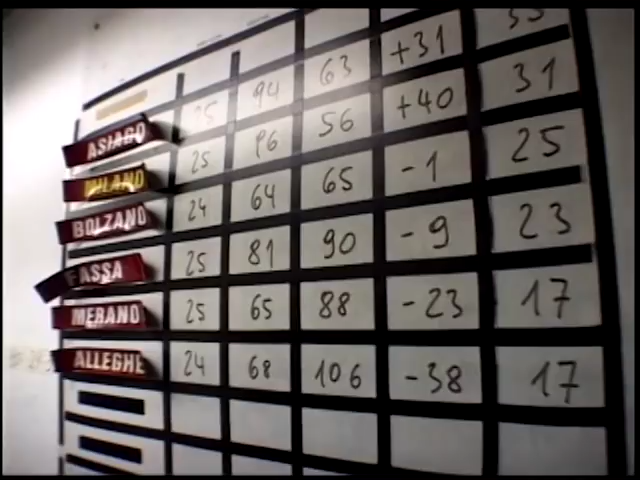 ASIAGO 25 94 63 +31
MILANO 25 96 56 +40 31
BOLZANO 24 64 65 -1 25
FASSA 25 81 90 -9 23
MERANO 25 65 88 -23 17
ALLEGHE 24 68 106 -38 17